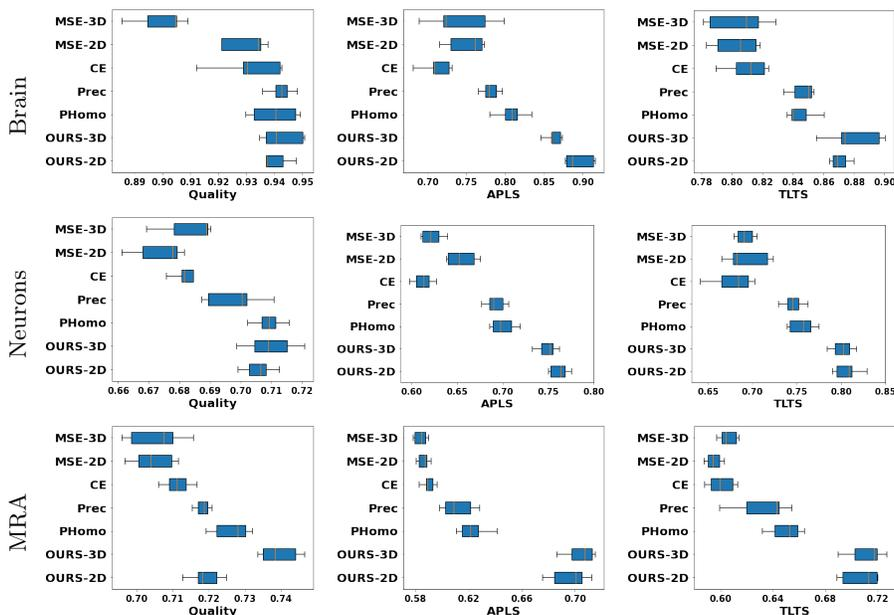 Brain
MSE-3D
MSE-2D
CE
Prec
PHomo
OURS-3D
OURS-2D
0.89 0.90 0.91 0.92 0.93 0.94 0.95
Quality
MSE-3D
MSE-2D
CE
Prec
PHomo
OURS-3D
OURS-2D
0.70 0.75 0.80 0.85 0.90
APLS
MSE-3D
MSE-2D
CE
Prec
PHomo
OURS-3D
OURS-2D
0.78 0.80 0.82 0.84 0.86 0.88 0.90
TLTS
Neurons
MSE-3D
MSE-2D
CE
Prec
PHomo
OURS-3D
OURS-2D
0.66 0.67 0.68 0.69 0.70 0.71 0.72
Quality
MSE-3D
MSE-2D
CE
Prec
PHomo
OURS-3D
OURS-2D
0.60 0.65 0.70 0.75 0.80
APLS
MSE-3D
MSE-2D
CE
Prec
PHomo
OURS-3D
OURS-2D
0.65 0.70 0.75 0.80 0.85
TLTS
MRA
MSE-3D
MSE-2D
CE
Prec
PHomo
OURS-3D
OURS-2D
0.70 0.71 0.72 0.73 0.74
Quality
MSE-3D
MSE-2D
CE
Prec
PHomo
OURS-3D
OURS-2D
0.58 0.62 0.66 0.70
APLS
MSE-3D
MSE-2D
CE
Prec
PHomo
OURS-3D
OURS-2D
0.60 0.64 0.68 0.72
TLTS